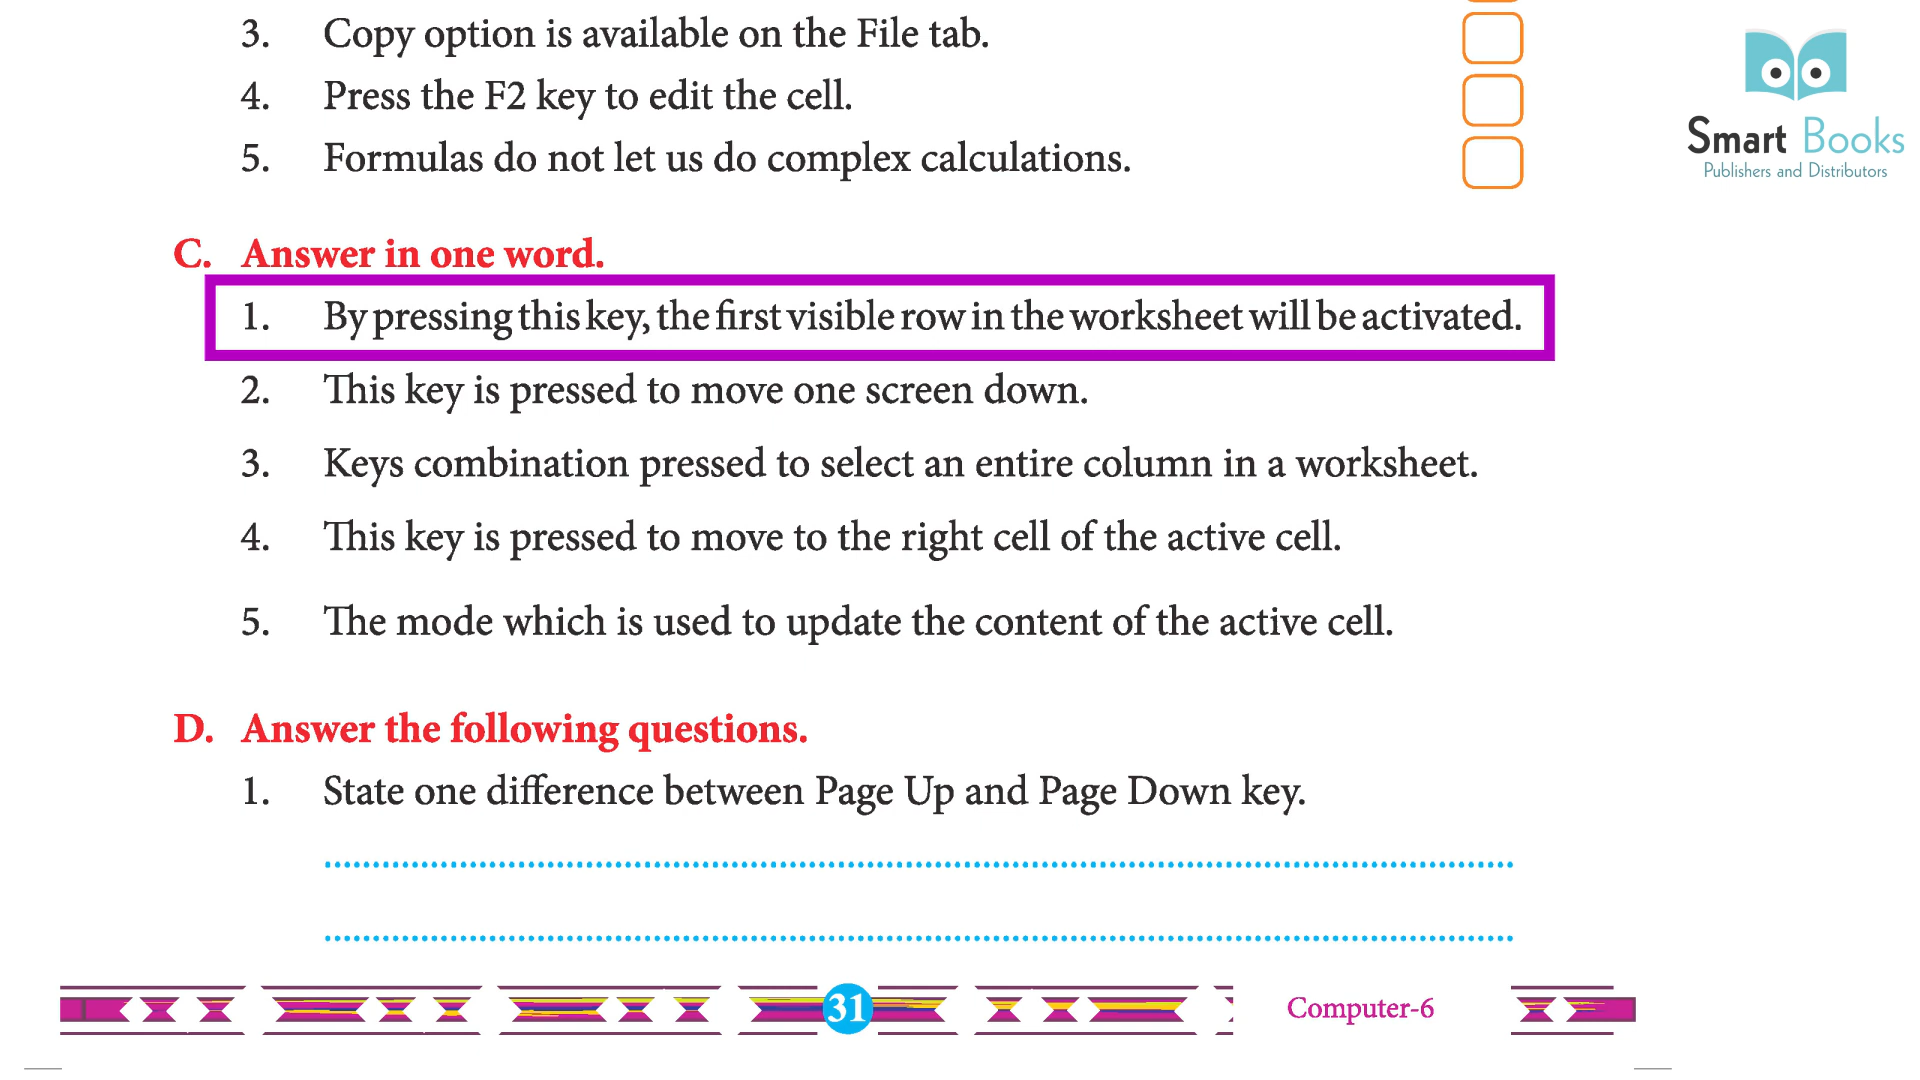 3. Copy option is available on the File tab.
4. Press the F2 key to edit the cell.
5. Formulas do not let us do complex calculations.
Smart Books
Publishers and Distributors
C. Answer in one word.
1. By pressing this key, the first visible row in the worksheet will be activated.
2. This key is pressed to move one screen down.
3. Keys combination pressed to select an entire column in a worksheet.
4. This key is pressed to move to the right cell of the active cell.
5. The mode which is used to update the content of the active cell.
D. Answer the following questions.
1. State one difference between Page Up and Page Down key.
31
Computer-6